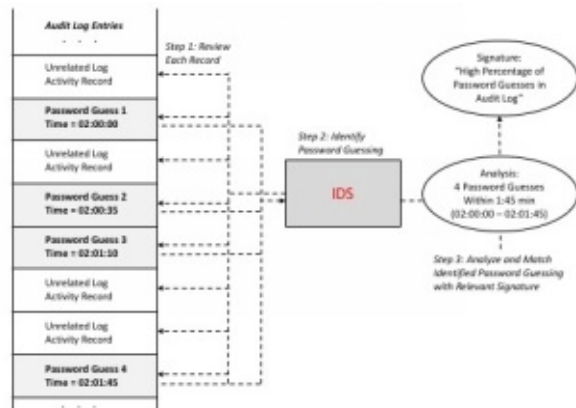 Audit Log Entries
. . .
Unrelated Log
Activity Record
Password Guess 1
Time = 02:00:00
Unrelated Log
Activity Record
Password Guess 2
Time = 02:00:35
Password Guess 3
Time = 02:01:10
Unrelated Log
Activity Record
Unrelated Log
Activity Record
Password Guess 4
Time = 02:01:45
. . . .
Step 1: Review
Each Record
Step 2: Identify
Password Guessing
IDS
Signature:
"High Percentage of
Password Guesses in
Audit Log"
Analysis:
4 Password Guesses
Within 1:45 min
(02:00:00 – 02:01:45)
Step 3: Analyze and Match
Identified Password Guessing
with Relevant Signature